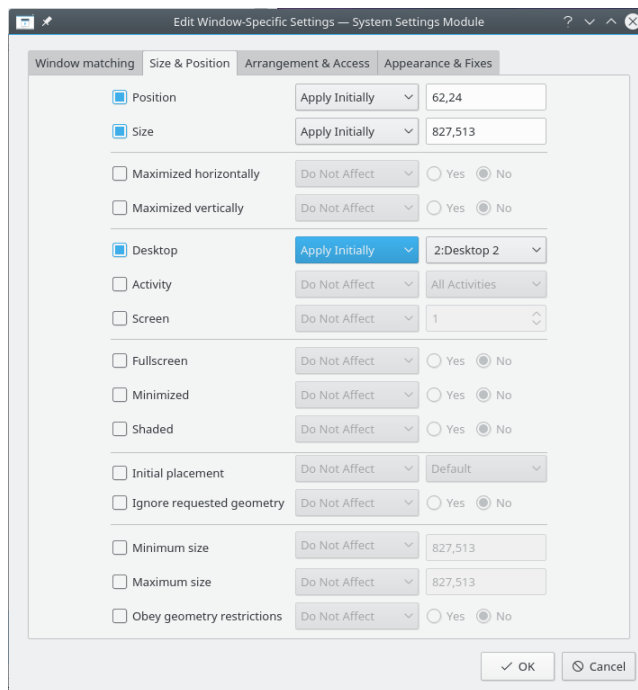 Edit Window-Specific Settings — System Settings Module
Window matching Size & Position Arrangement & Access Appearance & Fixes
Position Apply Initially 62,24
Size Apply Initially 827,513
Maximized horizontally Do Not Affect Yes No
Maximized vertically Do Not Affect Yes No
Desktop Apply Initially 2:Desktop 2
Activity Do Not Affect All Activities
Screen Do Not Affect 1
Fullscreen Do Not Affect Yes No
Minimized Do Not Affect Yes No
Shaded Do Not Affect Yes No
Initial placement Do Not Affect Default
Ignore requested geometry Do Not Affect Yes No
Minimum size Do Not Affect 827,513
Maximum size Do Not Affect 827,513
Obey geometry restrictions Do Not Affect Yes No
OK Cancel